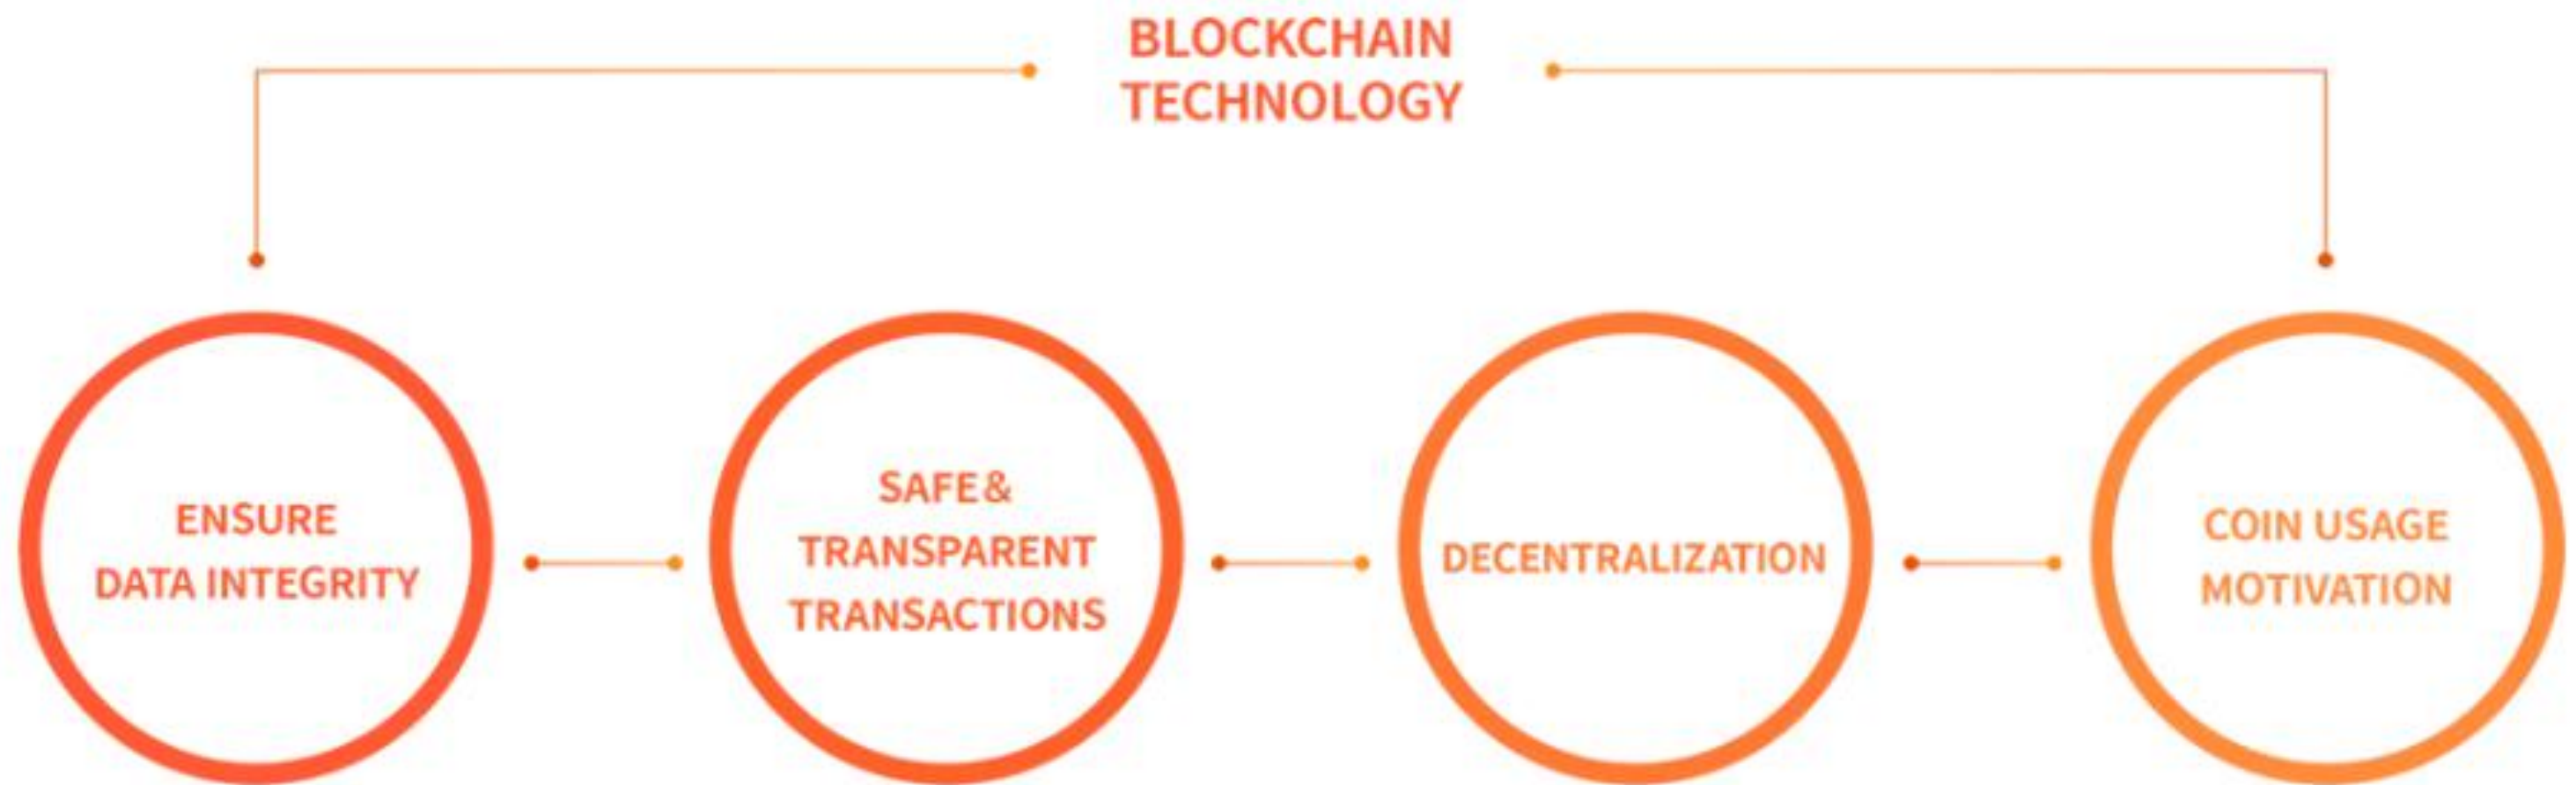 BLOCKCHAIN
TECHNOLOGY
ENSURE
DATA INTEGRITY
SAFE&
TRANSPARENT
TRANSACTIONS
DECENTRALIZATION
COIN USAGE
MOTIVATION